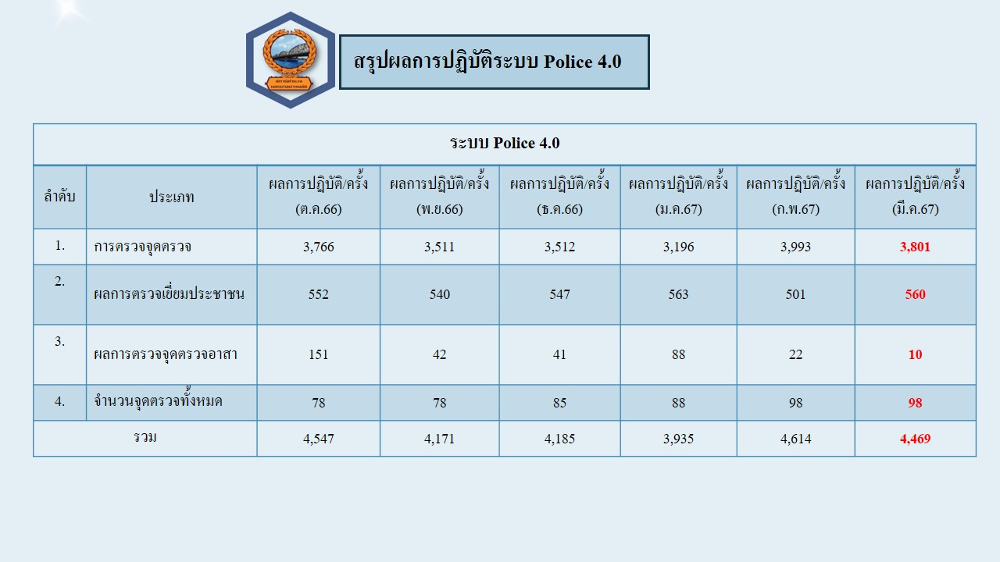 สถานีตำรวจ
สรุปผลการปฏิบัติระบบ Police 4.0
ระบบ Police 4.0
ลำดับ ประเภท ผลการปฏิบัติ/ครั้ง (ต.ค.66) ผลการปฏิบัติ/ครั้ง (พ.ย.66) ผลการปฏิบัติ/ครั้ง (ธ.ค.66) ผลการปฏิบัติ/ครั้ง (ม.ค.67) ผลการปฏิบัติ/ครั้ง (ก.พ.67) ผลการปฏิบัติ/ครั้ง (มี.ค.67)
1. การตรวจจุดตรวจ 3,766 3,511 3,512 3,196 3,993 3,801
2. ผลการตรวจเยี่ยมประชาชน 552 540 547 563 501 560
3. ผลการตรวจจุดตรวจอาสา 151 42 41 88 22 10
4. จำนวนจุดตรวจทั้งหมด 78 78 85 88 98 98
รวม 4,547 4,171 4,185 3,935 4,614 4,469